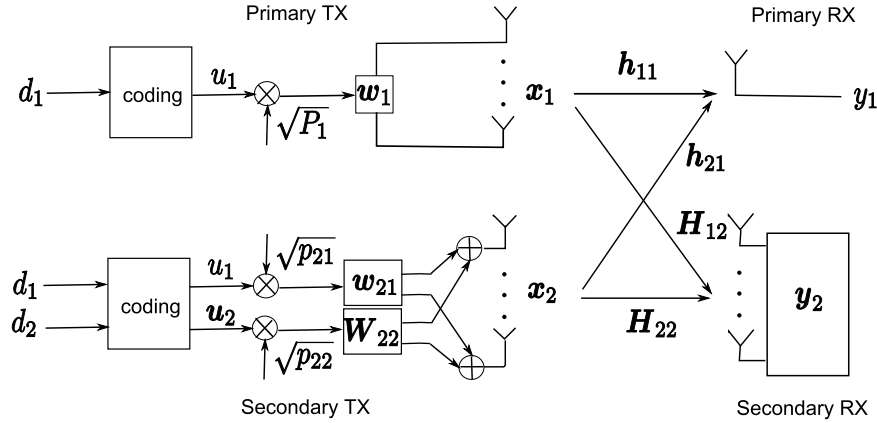 Primary TX
Primary RX
d₁
coding
u₁
√P₁
w₁
x₁
h₁₁
y₁
h₂₁
H₁₂
d₁
d₂
coding
u₁
u₂
√p₂₁
√p₂₂
w₂₁
W₂₂
x₂
H₂₂
y₂
Secondary TX
Secondary RX